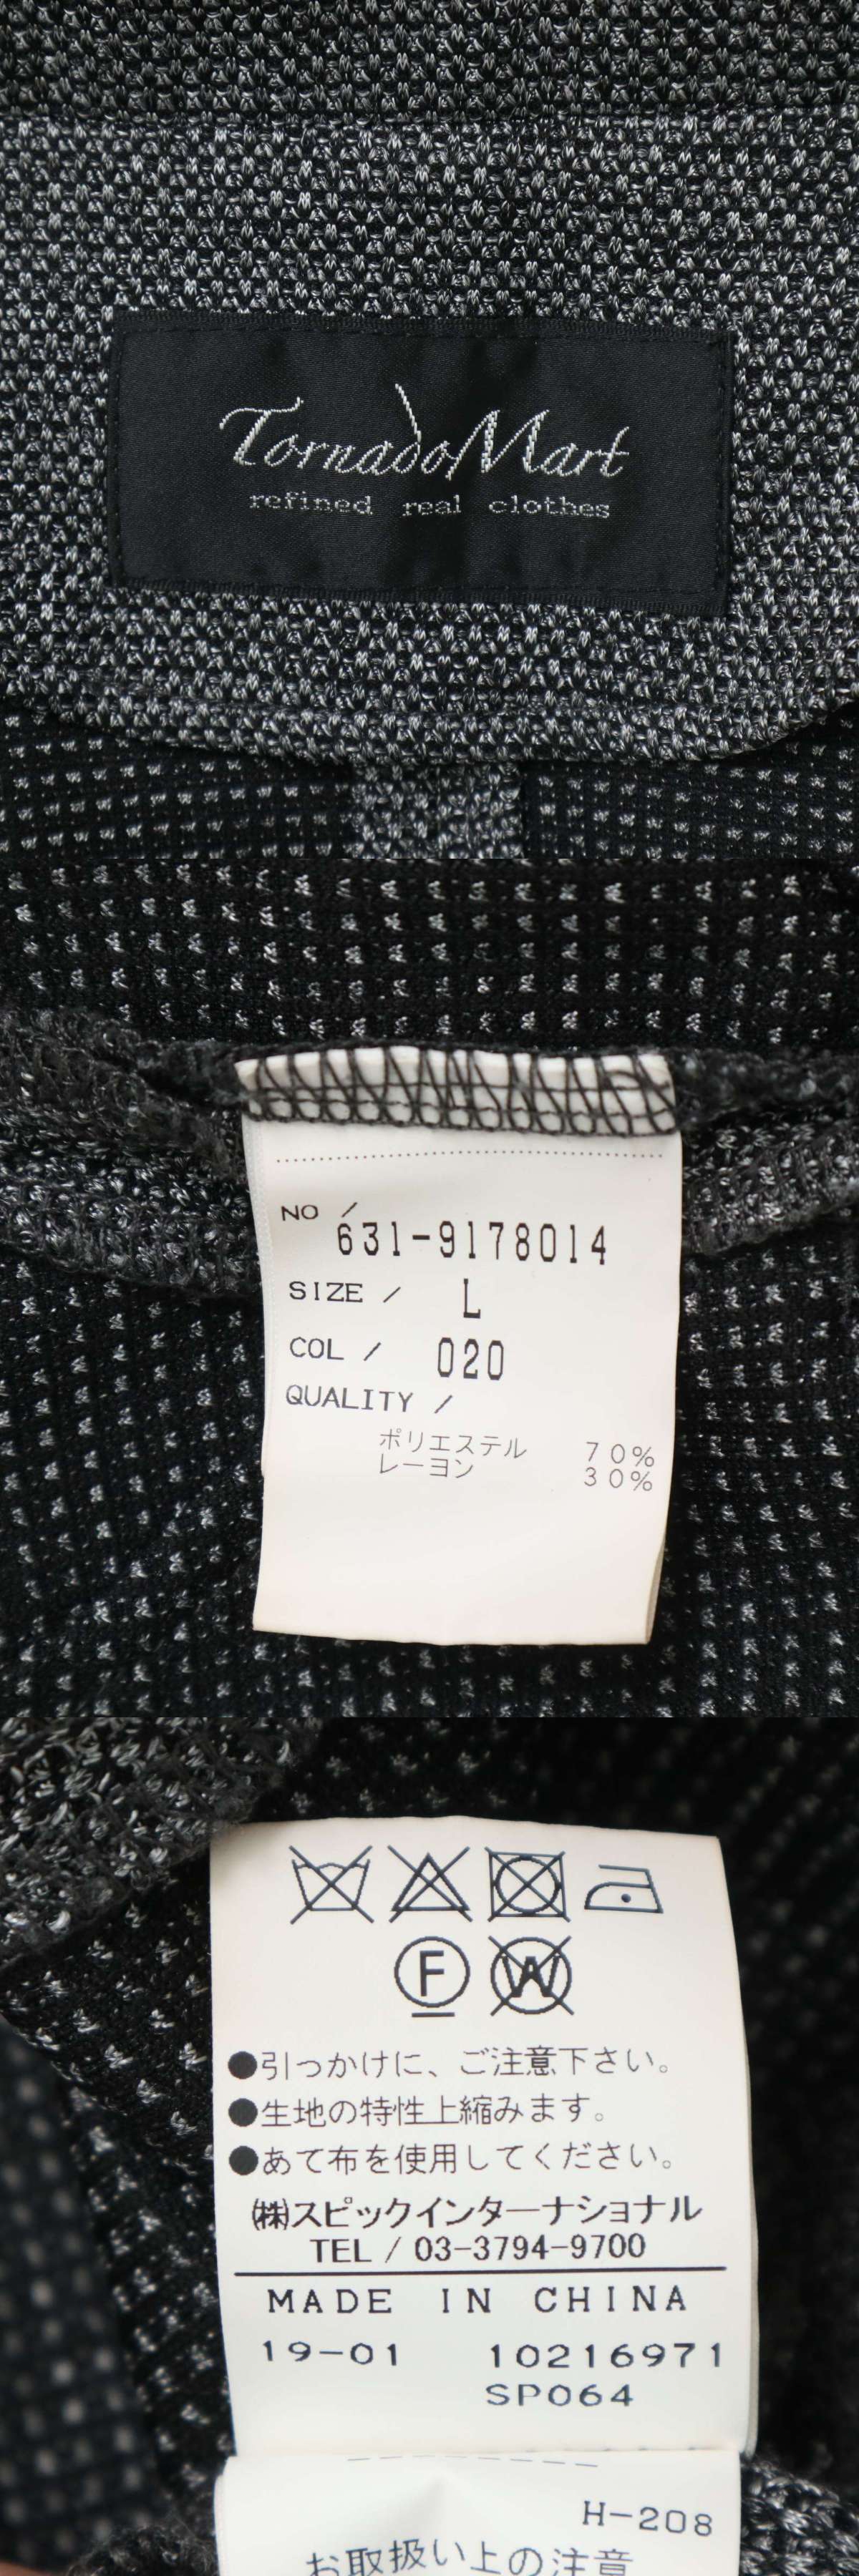 TornadoMart
refined real clothes
NO / 631-9178014
SIZE / L
COL / 020
QUALITY /
ポリエステル 70%
レーヨン 30%
F W
●引っかけに、ご注意下さい。
●生地の特性上縮みます。
●あて布を使用してください。
㈱スピックインターナショナル
TEL / 03-3794-9700
MADE IN CHINA
19-01 10216971
SP064
H-208
お取扱い上の注意